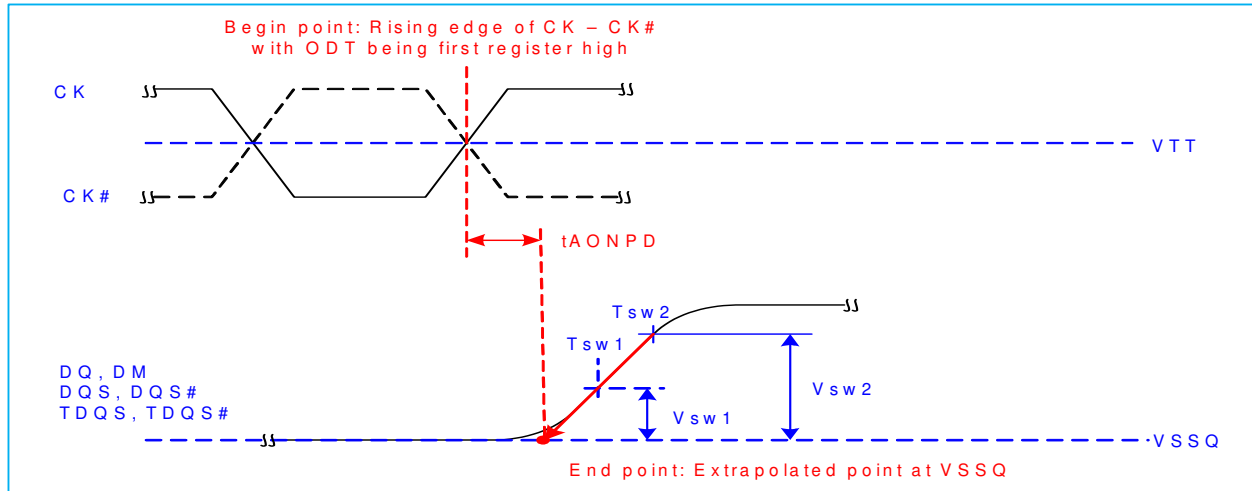 Begin point: Rising edge of CK – CK#
with ODT being first register high
CK
VTT
CK#
tAONPD
Tsw2
Tsw1
DQ, DM
DQS, DQS#
TDQS, TDQS#
Vsw2
Vsw1
VSSQ
End point: Extrapolated point at VSSQ